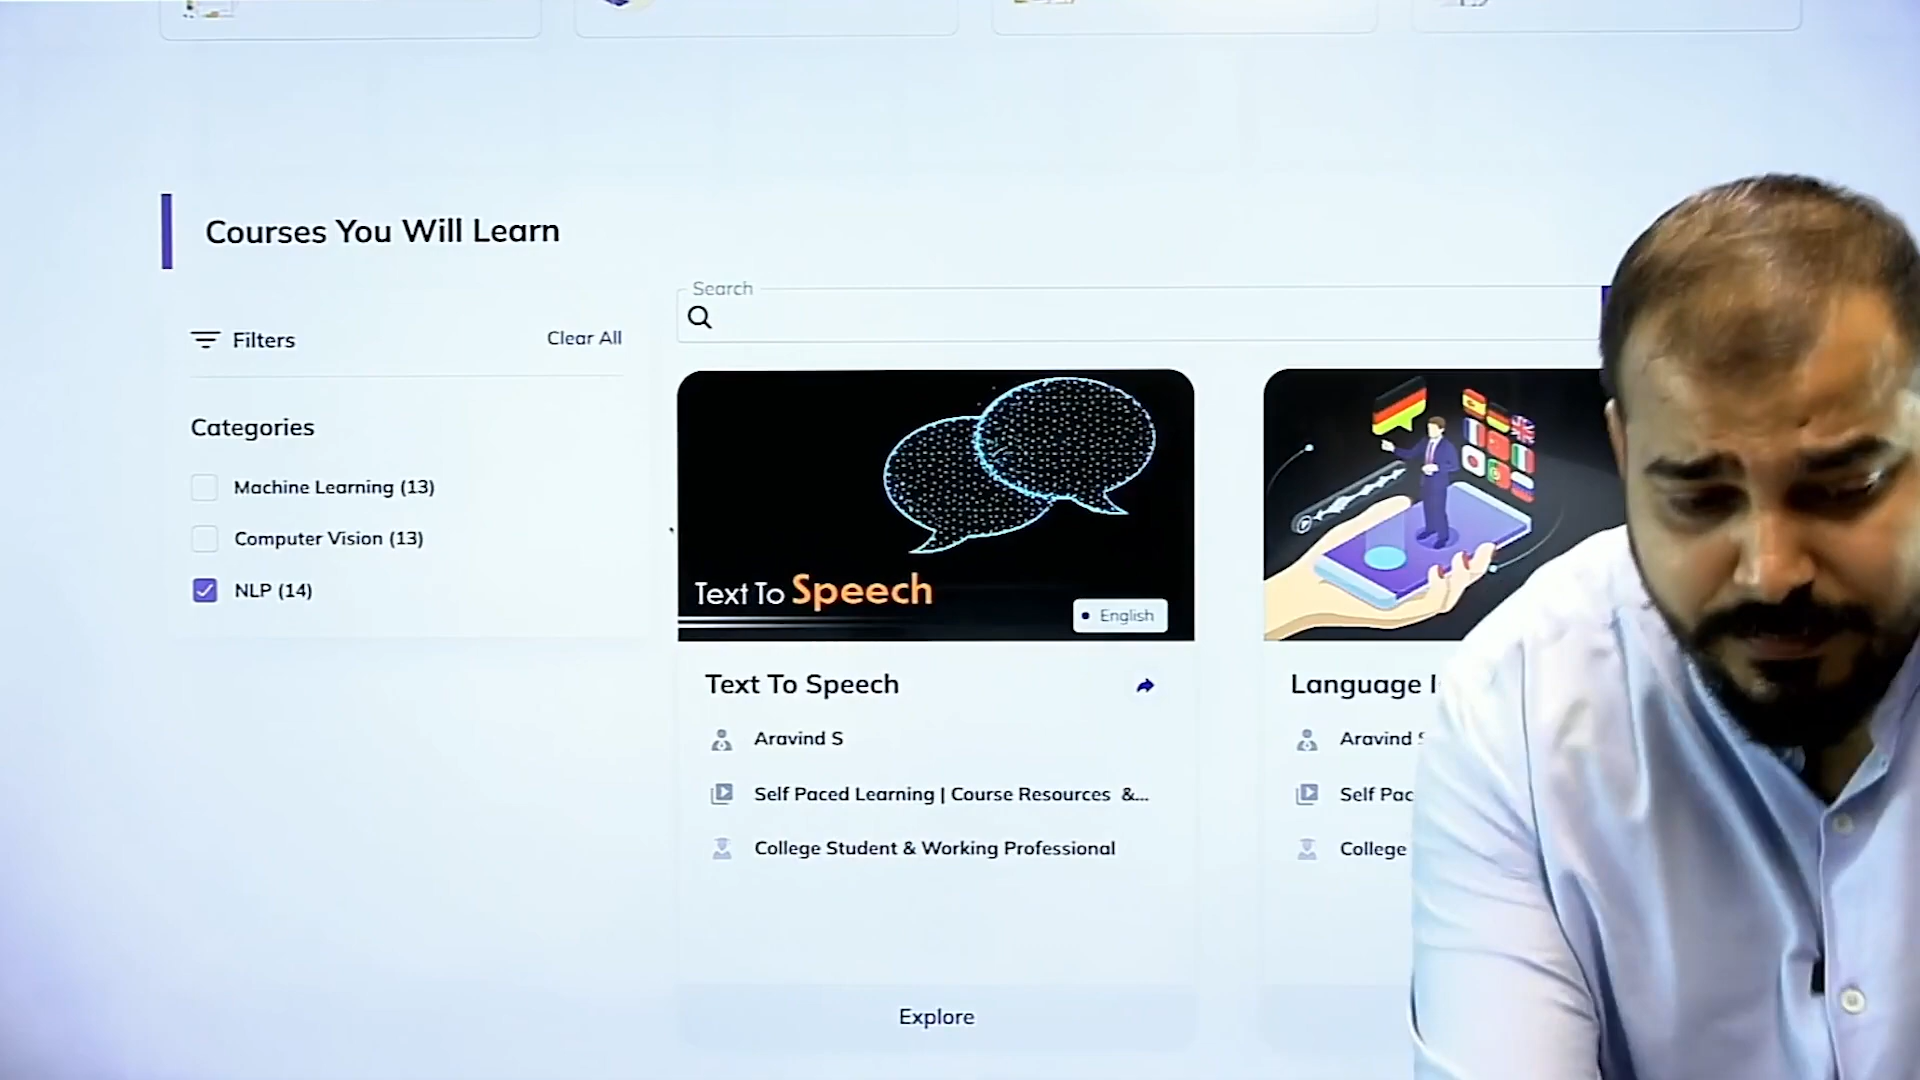 Courses You Will Learn
Search
Filters
Clear All
Categories
Machine Learning (13)
Computer Vision (13)
NLP (14)
Text To Speech
English
Text To Speech
Aravind S
Self Paced Learning | Course Resources &...
College Student & Working Professional
Explore
Language
Aravind
Self
College